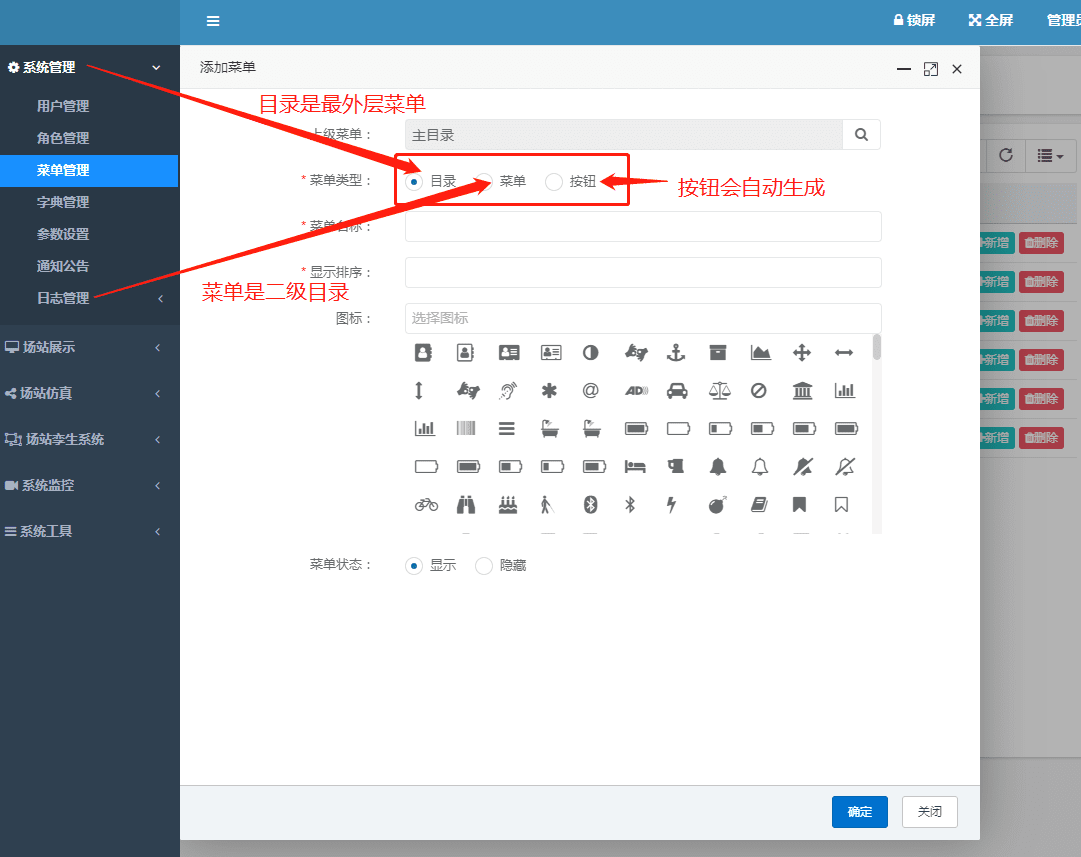 锁屏
全屏
管理员
系统管理
用户管理
角色管理
菜单管理
字典管理
参数设置
通知公告
日志管理
场站展示
场站仿真
场站孪生系统
系统监控
系统工具
添加菜单
目录是最外层菜单
上级菜单：
主目录
* 菜单类型：
目录
菜单
按钮
按钮会自动生成
* 菜单名称：
* 显示排序：
菜单是二级目录
图标：
选择图标
菜单状态：
显示
隐藏
新增 删除
新增 删除
新增 删除
新增 删除
新增 删除
新增 删除
确定
关闭